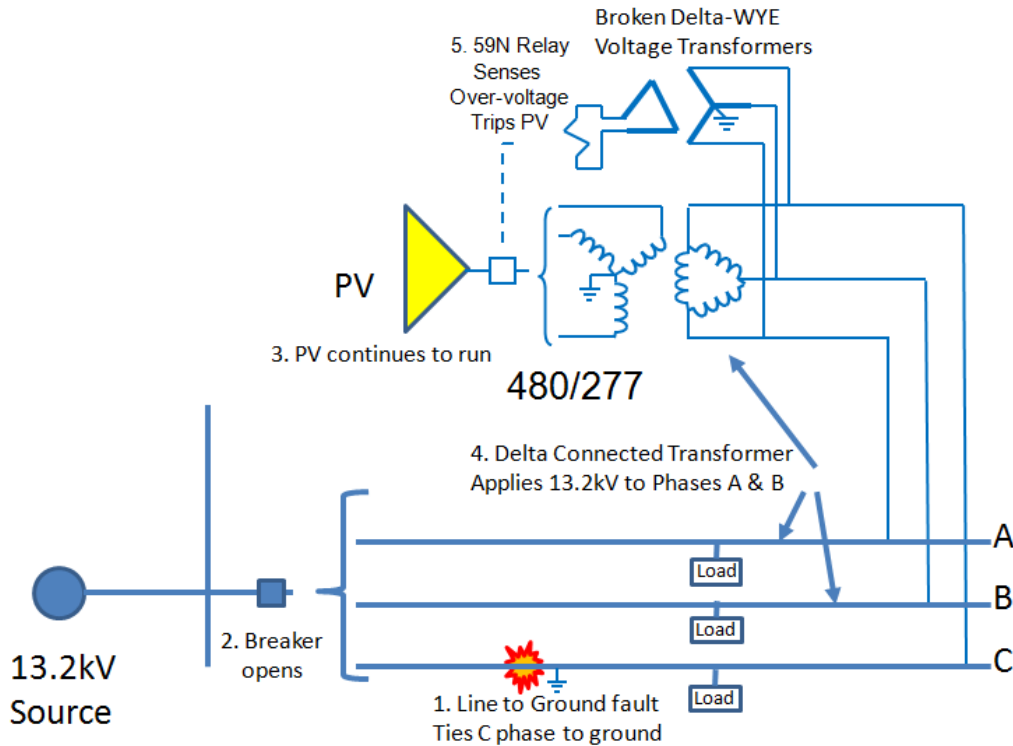 Broken Delta-WYE
Voltage Transformers
5. 59N Relay
Senses
Over-voltage
Trips PV
PV
3. PV continues to run
480/277
4. Delta Connected Transformer
Applies 13.2kV to Phases A & B
A
Load
B
Load
2. Breaker
opens
C
Load
13.2kV
Source
1. Line to Ground fault
Ties C phase to ground